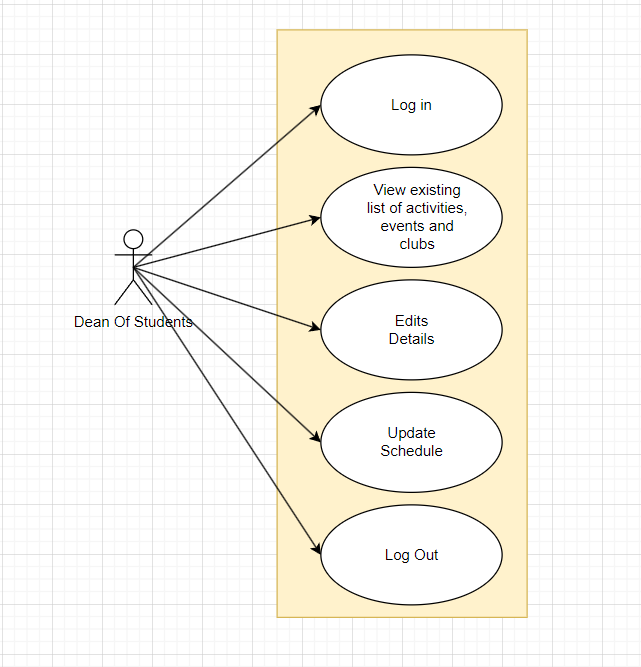 Log in
View existing
list of activities,
events and
clubs
Dean Of Students
Edits
Details
Update
Schedule
Log Out